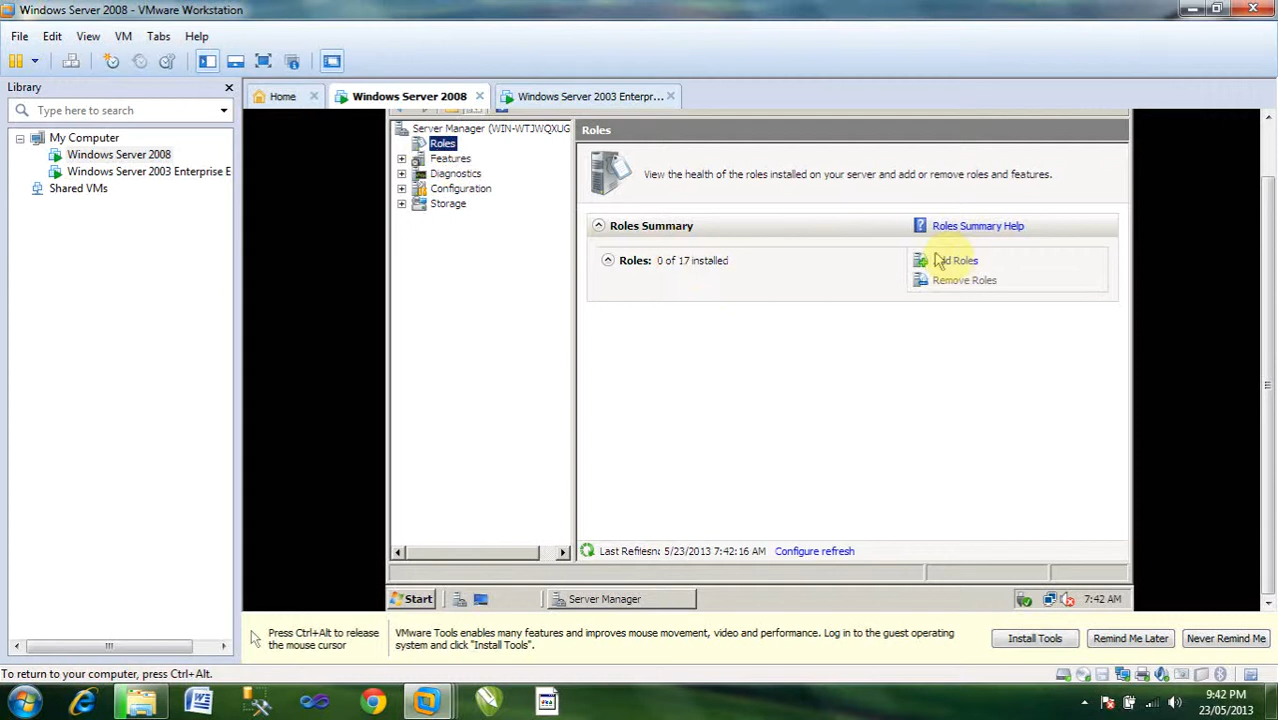 Windows Server 2008 - VMware Workstation
File Edit View VM Tabs Help
Library
Type here to search
My Computer
Windows Server 2008
Windows Server 2003 Enterprise E
Shared VMs
Home
Windows Server 2008
Windows Server 2003 Enterpr...
Server Manager (WIN-WTJWQXUG
Roles
Features
Diagnostics
Configuration
Storage
Roles
View the health of the roles installed on your server and add or remove roles and features.
Roles Summary
Roles Summary Help
Roles: 0 of 17 installed
Roles
Remove Roles
Last Refresh: 5/23/2013 7:42:16 AM Configure refresh
Start
Server Manager
7:42 AM
Press Ctrl+Alt to release
the mouse cursor
VMware Tools enables many features and improves mouse movement, video and performance. Log in to the guest operating
system and click "Install Tools".
Install Tools
Remind Me Later
Never Remind Me
To return to your computer, press Ctrl+Alt.
9:42 PM
23/05/2013